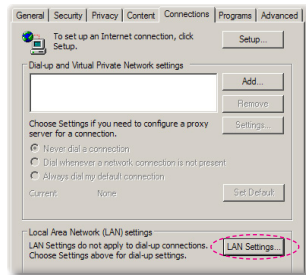 General Security Privacy Content Connections Programs Advanced
To set up an Internet connection, click
Setup.
Setup...
Dial-up and Virtual Private Network settings
Add...
Remove
Choose Settings if you need to configure a proxy
server for a connection.
Settings...
Never dial a connection
Dial whenever a network connection is not present
Always dial my default connection
Current: None
Set Default
Local Area Network (LAN) settings
LAN Settings do not apply to dial-up connections.
Choose Settings above for dial-up settings.
LAN Settings...